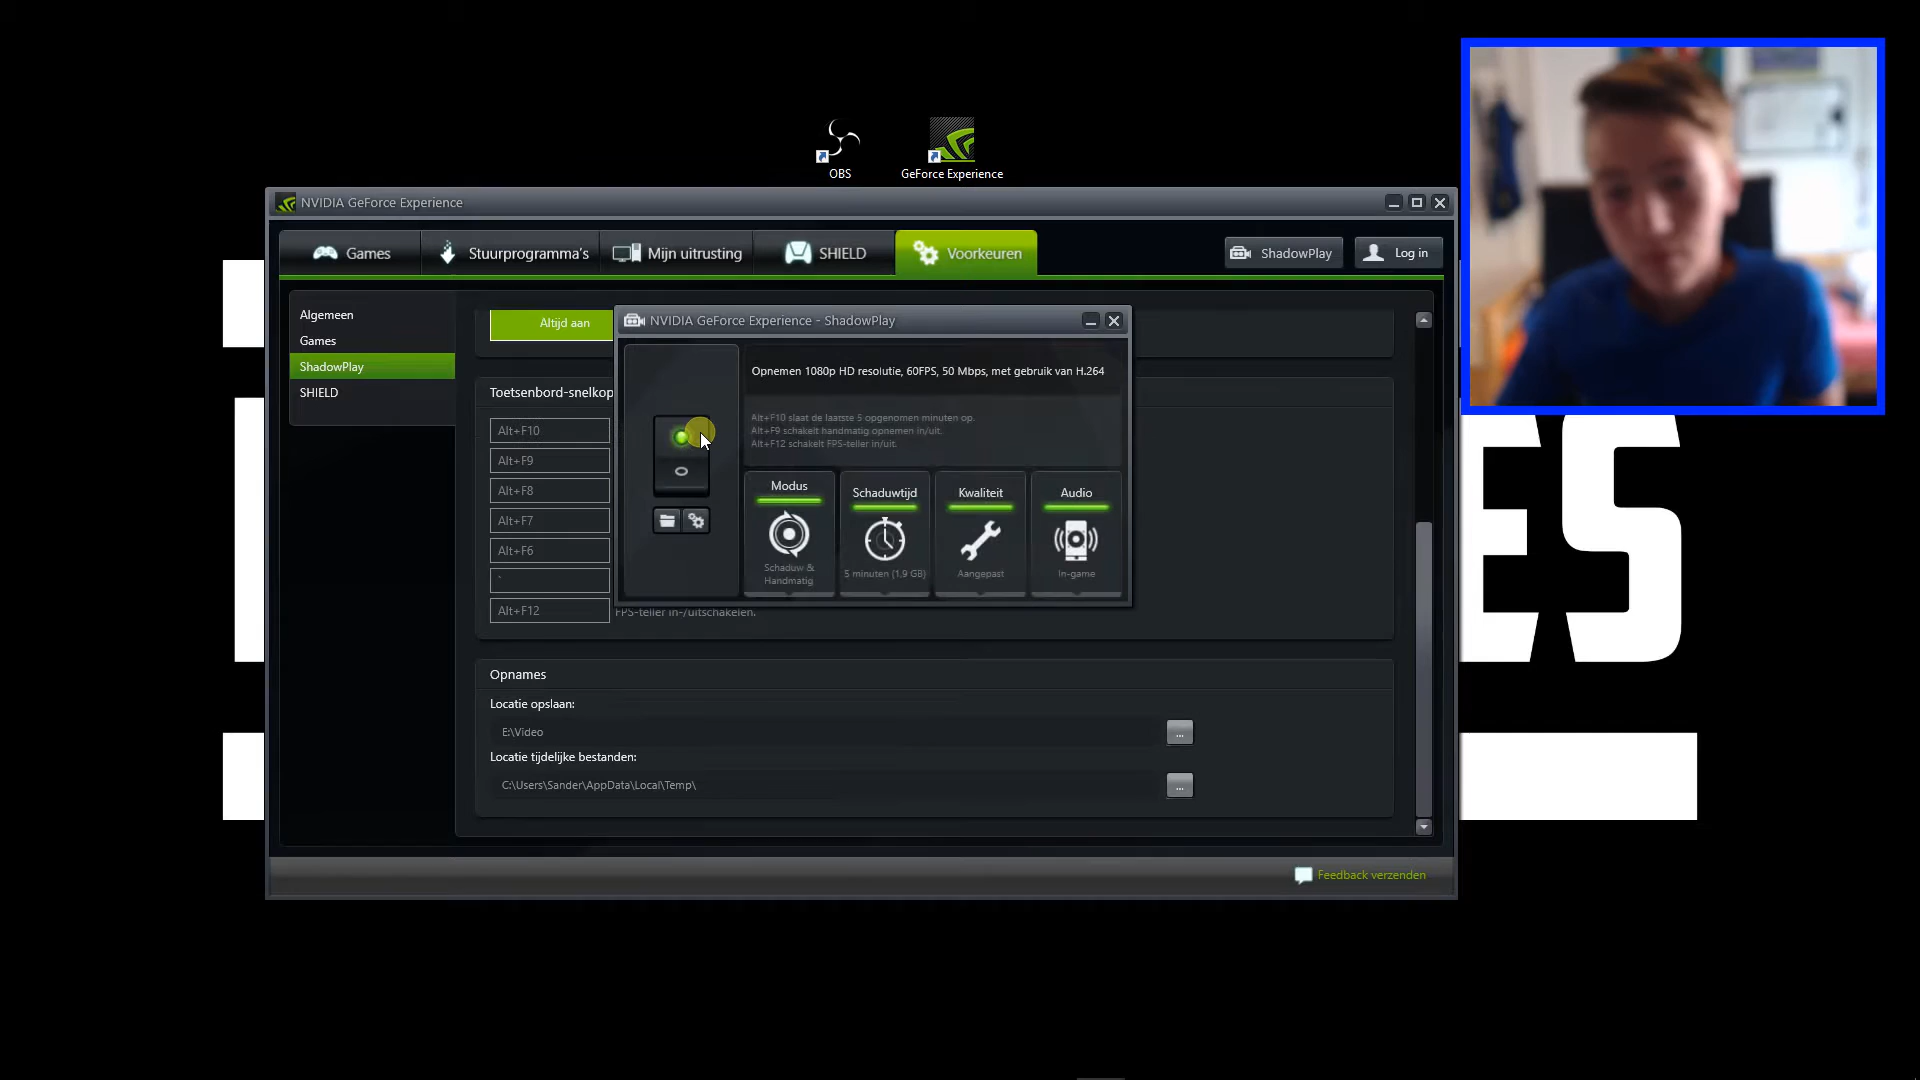 OBS
GeForce Experience
NVIDIA GeForce Experience
Games
Stuurprogramma's
Mijn uitrusting
SHIELD
Voorkeuren
ShadowPlay
Log in
Algemeen
Games
ShadowPlay
SHIELD
Altijd aan
Toetsenbord-snelkop
Alt+F10
Alt+F9
Alt+F8
Alt+F7
Alt+F6
`
Alt+F12
FPS-teller in-/uitschakelen.
NVIDIA GeForce Experience - ShadowPlay
Opnemen 1080p HD resolutie, 60FPS, 50 Mbps, met gebruik van H.264
Alt+F10 slaat de laarste 5 opgenomen minuten op.
Alt+F9 schakelt handmatig opnemen in/uit.
Alt+F12 schakelt FPS-teller in/uit.
Modus
Schaduw &
Handmatig
Schaduwtijd
5 minuten (1,9 GB)
Kwaliteit
Aangepast
Audio
In-game
Opnames
Locatie opslaan:
E:\Video
...
Locatie tijdelijke bestanden:
C:\Users\Sander\AppData\Local\Temp\
...
Feedback verzenden
ES